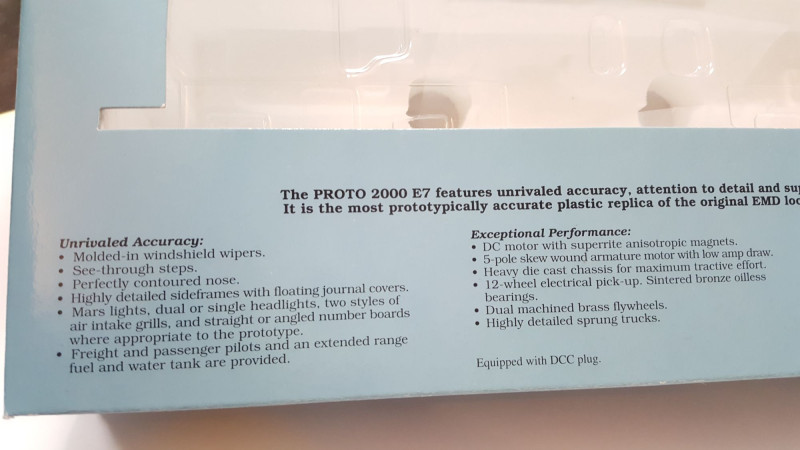 The PROTO 2000 E7 features unrivaled accuracy, attention to detail and
It is the most prototypically accurate plastic replica of the original EMD
Unrivaled Accuracy:
• Molded-in windshield wipers.
• See-through steps.
• Perfectly contoured nose.
• Highly detailed sideframes with floating journal covers.
• Mars lights, dual or single headlights, two styles of
air intake grills, and straight or angled number boards
where appropriate to the prototype.
• Freight and passenger pilots and an extended range
fuel and water tank are provided.
Exceptional Performance:
• DC motor with superrite anisotropic magnets.
• 5-pole skew wound armature motor with low amp draw.
• Heavy die cast chassis for maximum tractive effort.
• 12-wheel electrical pick-up. Sintered bronze oilless
bearings.
• Dual machined brass flywheels.
• Highly detailed sprung trucks.
Equipped with DCC plug.